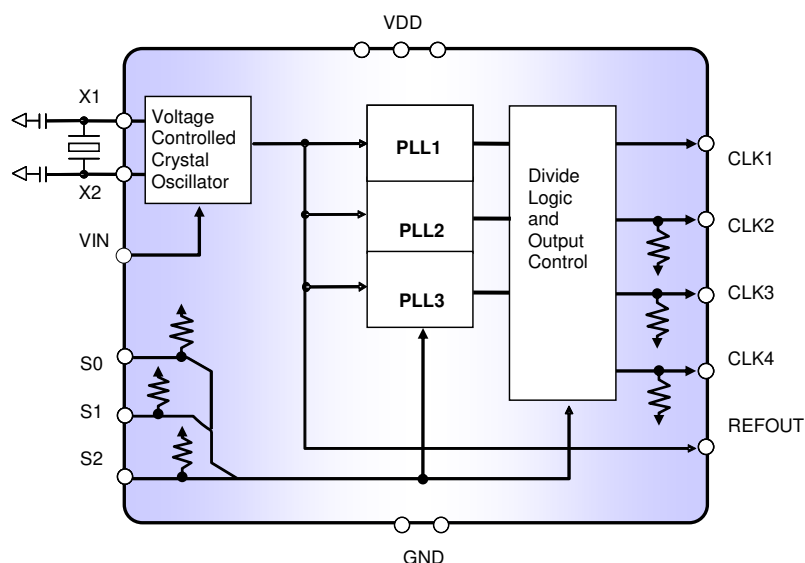 VDD
X1
Voltage
Controlled
Crystal
Oscillator
X2
VIN
S0
S1
S2
PLL1
PLL2
PLL3
Divide
Logic
and
Output
Control
CLK1
CLK2
CLK3
CLK4
REFOUT
GND